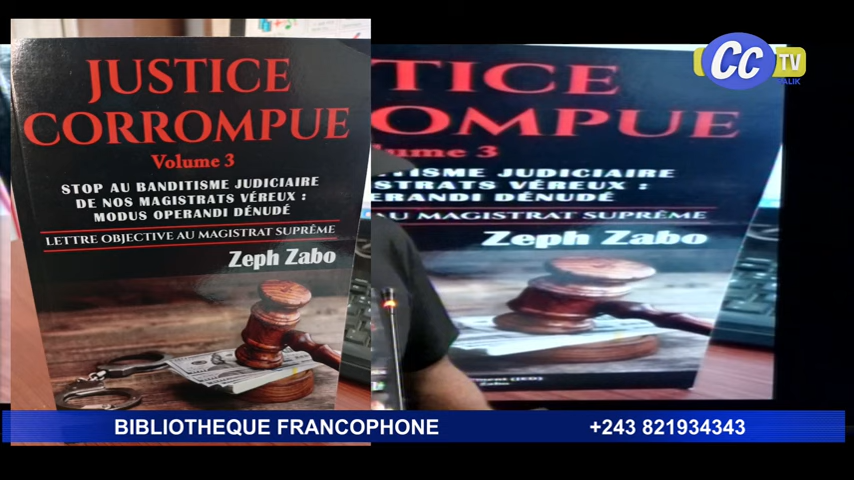 JUSTICE
CORROMPUE
Volume 3
STOP AU BANDITISME JUDICIAIRE
DE NOS MAGISTRATS VÉREUX :
MODUS OPERANDI DÉNUDÉ
LETTRE OBJECTIVE AU MAGISTRAT SUPRÊME
Zeph Zabo
TICE
OMPUE
ume 3
TISME JUDICIAIRE
STRATS VÉREUX :
ERANDI DÉNUDÉ
AU MAGISTRAT SUPRÊME
Zeph Zabo
Zabo
CC TV
BIBLIOTHEQUE FRANCOPHONE
+243 821934343